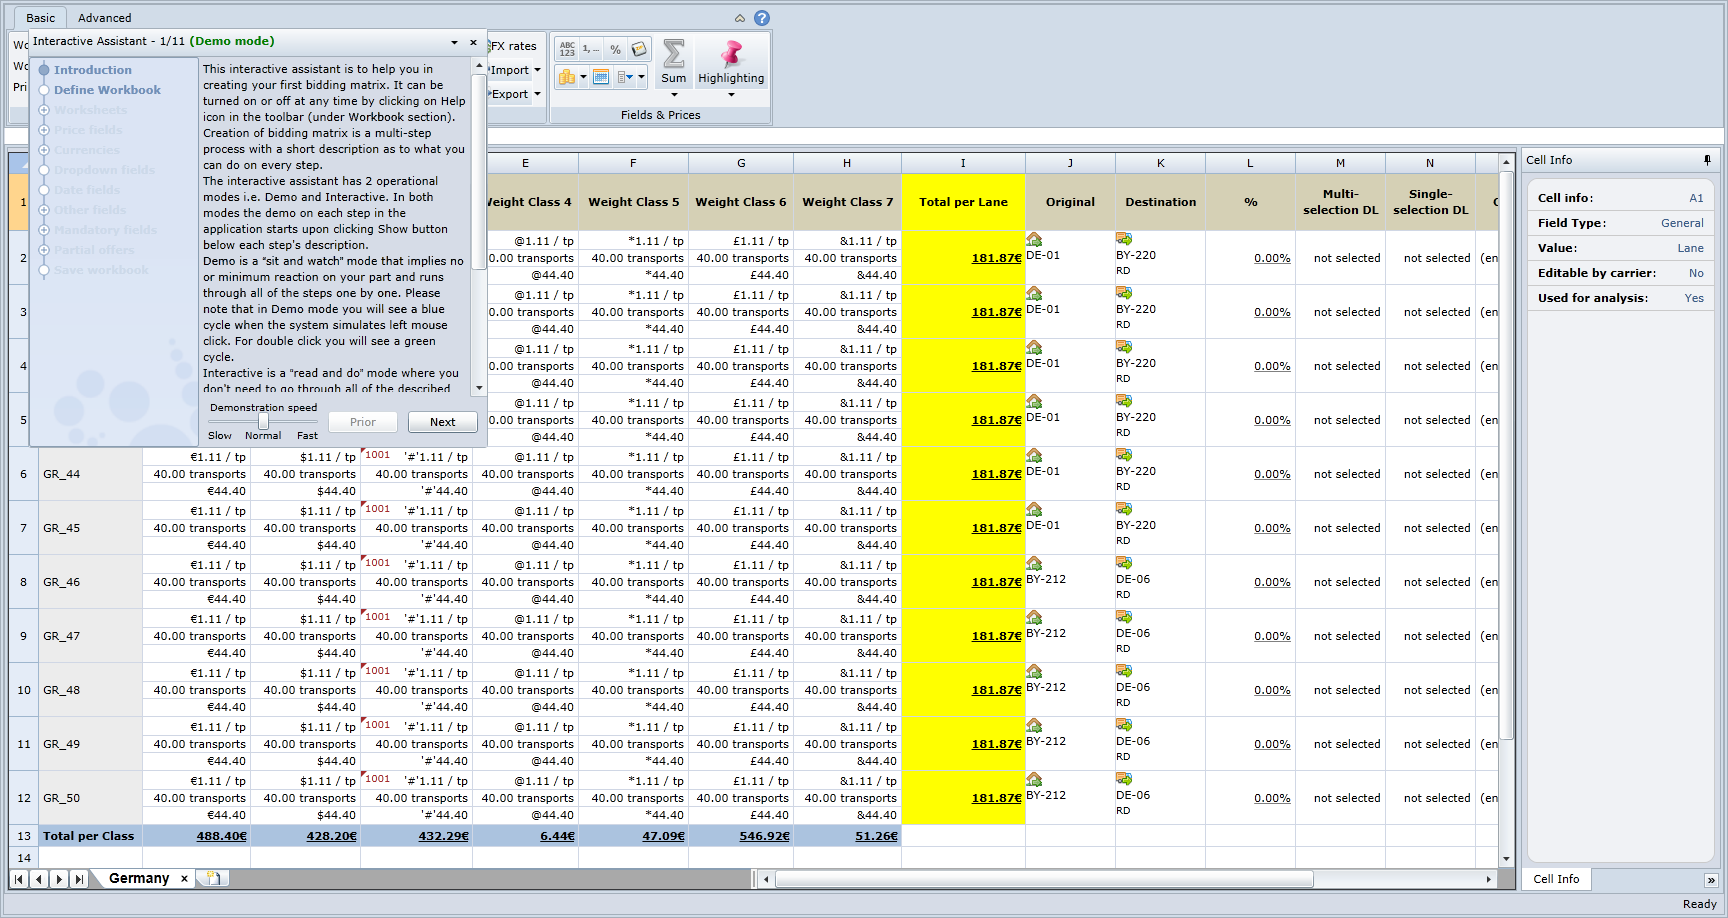 Basic
Advanced
Interactive Assistant - 1/11 (Demo mode)
Introduction
Define Workbook
Worksheets
Price fields
Currencies
Dropdown fields
Date fields
Other fields
Mandatory fields
Partial offers
Save workbook
This interactive assistant is to help you in
creating your first bidding matrix. It can be
turned on or off at any time by clicking on Help
icon in the toolbar (under Workbook section).
Creation of bidding matrix is a multi-step
process with a short description as to what you
can do on every step.
The interactive assistant has 2 operational
modes i.e. Demo and Interactive. In both
modes the demo on each step in the
application starts upon clicking Show button
below each step's description.
Demo is a "sit and watch" mode that implies no
or minimum reaction on your part and runs
through all of the steps one by one. Please
note that in Demo mode you will see a blue
cycle when the system simulates left mouse
click. For double click you will see a green
cycle.
Interactive is a "read and do" mode where you
don't need to go through all of the described
Demonstration speed
Slow Normal Fast
Prior
Next
FX rates
Import
Export
ABC 123 1, ... %
Sum
Highlighting
Fields & Prices
E F G H I J K L M N
1 Weight Class 4 Weight Class 5 Weight Class 6 Weight Class 7 Total per Lane Original Destination % Multi-selection DL Single-selection DL
2 @1.11 / tp *1.11 / tp £1.11 / tp &1.11 / tp
40.00 transports 40.00 transports 40.00 transports 40.00 transports 181.87€ DE-01 BY-220 RD 0.00% not selected not selected (en
@44.40 *44.40 £44.40 &44.40
3 @1.11 / tp *1.11 / tp £1.11 / tp &1.11 / tp
40.00 transports 40.00 transports 40.00 transports 40.00 transports 181.87€ DE-01 BY-220 RD 0.00% not selected not selected (en
@44.40 *44.40 £44.40 &44.40
4 @1.11 / tp *1.11 / tp £1.11 / tp &1.11 / tp
40.00 transports 40.00 transports 40.00 transports 40.00 transports 181.87€ DE-01 BY-220 RD 0.00% not selected not selected (en
@44.40 *44.40 £44.40 &44.40
5 @1.11 / tp *1.11 / tp £1.11 / tp &1.11 / tp
40.00 transports 40.00 transports 40.00 transports 40.00 transports 181.87€ DE-01 BY-220 RD 0.00% not selected not selected (en
@44.40 *44.40 £44.40 &44.40
€1.11 / tp $1.11 / tp 1001 '#'1.11 / tp @1.11 / tp *1.11 / tp £1.11 / tp &1.11 / tp
6 GR_44 40.00 transports 40.00 transports 40.00 transports 40.00 transports 40.00 transports 40.00 transports 40.00 transports 181.87€ DE-01 BY-220 RD 0.00% not selected not selected (en
€44.40 $44.40 '#'44.40 @44.40 *44.40 £44.40 &44.40
€1.11 / tp $1.11 / tp 1001 '#'1.11 / tp @1.11 / tp *1.11 / tp £1.11 / tp &1.11 / tp
7 GR_45 40.00 transports 40.00 transports 40.00 transports 40.00 transports 40.00 transports 40.00 transports 40.00 transports 181.87€ DE-01 BY-220 RD 0.00% not selected not selected (en
€44.40 $44.40 '#'44.40 @44.40 *44.40 £44.40 &44.40
€1.11 / tp $1.11 / tp 1001 '#'1.11 / tp @1.11 / tp *1.11 / tp £1.11 / tp &1.11 / tp
8 GR_46 40.00 transports 40.00 transports 40.00 transports 40.00 transports 40.00 transports 40.00 transports 40.00 transports 181.87€ BY-212 DE-06 RD 0.00% not selected not selected (en
€44.40 $44.40 '#'44.40 @44.40 *44.40 £44.40 &44.40
€1.11 / tp $1.11 / tp 1001 '#'1.11 / tp @1.11 / tp *1.11 / tp £1.11 / tp &1.11 / tp
9 GR_47 40.00 transports 40.00 transports 40.00 transports 40.00 transports 40.00 transports 40.00 transports 40.00 transports 181.87€ BY-212 DE-06 RD 0.00% not selected not selected (en
€44.40 $44.40 '#'44.40 @44.40 *44.40 £44.40 &44.40
€1.11 / tp $1.11 / tp 1001 '#'1.11 / tp @1.11 / tp *1.11 / tp £1.11 / tp &1.11 / tp
10 GR_48 40.00 transports 40.00 transports 40.00 transports 40.00 transports 40.00 transports 40.00 transports 40.00 transports 181.87€ BY-212 DE-06 RD 0.00% not selected not selected (en
€44.40 $44.40 '#'44.40 @44.40 *44.40 £44.40 &44.40
€1.11 / tp $1.11 / tp 1001 '#'1.11 / tp @1.11 / tp *1.11 / tp £1.11 / tp &1.11 / tp
11 GR_49 40.00 transports 40.00 transports 40.00 transports 40.00 transports 40.00 transports 40.00 transports 40.00 transports 181.87€ BY-212 DE-06 RD 0.00% not selected not selected (en
€44.40 $44.40 '#'44.40 @44.40 *44.40 £44.40 &44.40
€1.11 / tp $1.11 / tp 1001 '#'1.11 / tp @1.11 / tp *1.11 / tp £1.11 / tp &1.11 / tp
12 GR_50 40.00 transports 40.00 transports 40.00 transports 40.00 transports 40.00 transports 40.00 transports 40.00 transports 181.87€ BY-212 DE-06 RD 0.00% not selected not selected (en
€44.40 $44.40 '#'44.40 @44.40 *44.40 £44.40 &44.40
13 Total per Class 488.40€ 428.20€ 432.29€ 6.44€ 47.09€ 546.92€ 51.26€
14
Germany
Cell Info
Cell info: A1
Field Type: General
Value: Lane
Editable by carrier: No
Used for analysis: Yes
Cell Info
Ready